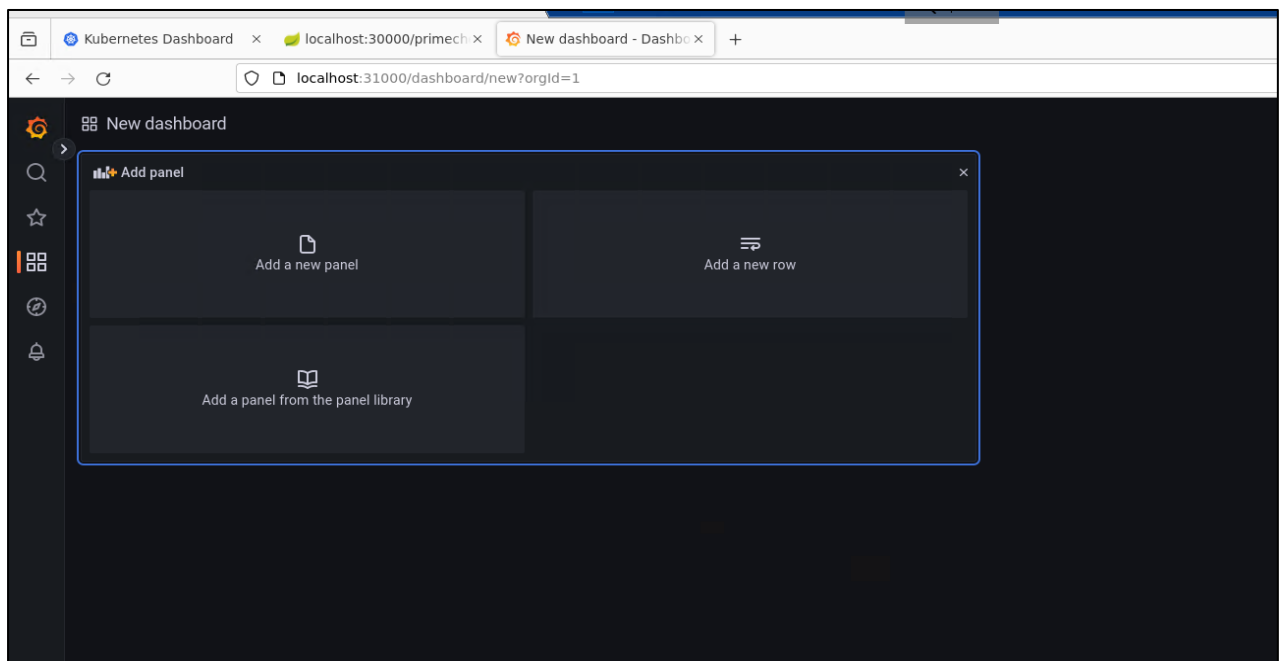 Kubernetes Dashboard
localhost:30000/primech
New dashboard - Dashbo
localhost:31000/dashboard/new?orgId=1
New dashboard
Add panel
Add a new panel
Add a new row
Add a panel from the panel library